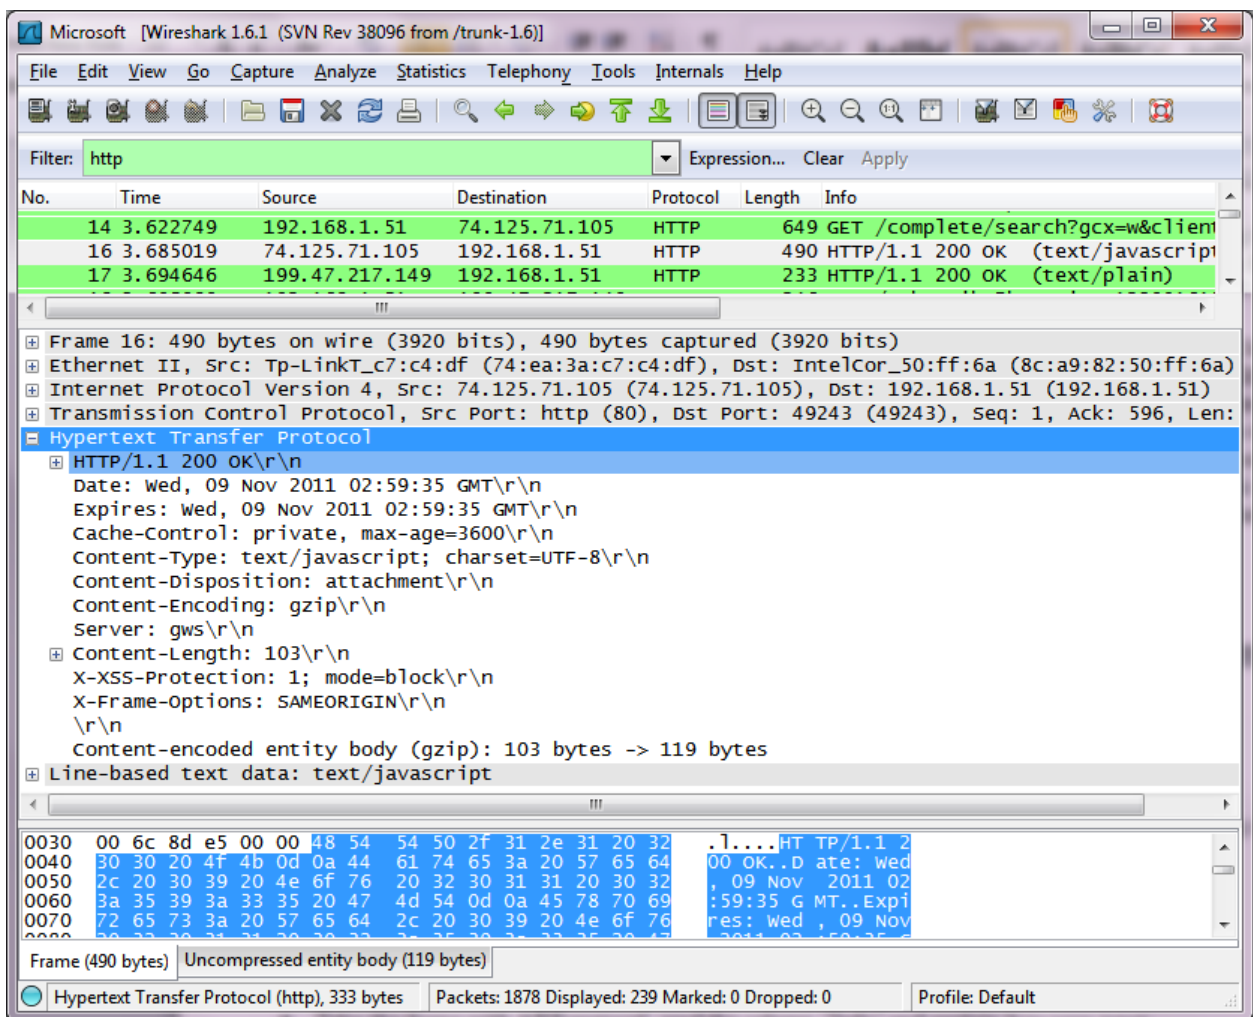 Microsoft [Wireshark 1.6.1 (SVN Rev 38096 from /trunk-1.6)]
File Edit View Go Capture Analyze Statistics Telephony Tools Internals Help
Filter: http Expression... Clear Apply
No. Time Source Destination Protocol Length Info
14 3.622749 192.168.1.51 74.125.71.105 HTTP 649 GET /complete/search?gcx=w&client
16 3.685019 74.125.71.105 192.168.1.51 HTTP 490 HTTP/1.1 200 OK (text/javascript
17 3.694646 199.47.217.149 192.168.1.51 HTTP 233 HTTP/1.1 200 OK (text/plain)
Frame 16: 490 bytes on wire (3920 bits), 490 bytes captured (3920 bits)
Ethernet II, Src: Tp-LinkT_c7:c4:df (74:ea:3a:c7:c4:df), Dst: IntelCor_50:ff:6a (8c:a9:82:50:ff:6a)
Internet Protocol Version 4, Src: 74.125.71.105 (74.125.71.105), Dst: 192.168.1.51 (192.168.1.51)
Transmission Control Protocol, Src Port: http (80), Dst Port: 49243 (49243), Seq: 1, Ack: 596, Len:
Hypertext Transfer Protocol
HTTP/1.1 200 OK\r\n
Date: Wed, 09 Nov 2011 02:59:35 GMT\r\n
Expires: Wed, 09 Nov 2011 02:59:35 GMT\r\n
Cache-Control: private, max-age=3600\r\n
Content-Type: text/javascript; charset=UTF-8\r\n
Content-Disposition: attachment\r\n
Content-Encoding: gzip\r\n
Server: gws\r\n
Content-Length: 103\r\n
X-XSS-Protection: 1; mode=block\r\n
X-Frame-Options: SAMEORIGIN\r\n
\r\n
Content-encoded entity body (gzip): 103 bytes -> 119 bytes
Line-based text data: text/javascript
0030 00 6c 8d e5 00 00 48 54 54 50 2f 31 2e 31 20 32 .l....HT TP/1.1 2
0040 30 30 20 4f 4b 0d 0a 44 61 74 65 3a 20 57 65 64 00 OK..D ate: Wed
0050 2c 20 30 39 20 4e 6f 76 20 32 30 31 31 20 30 32 , 09 Nov 2011 02
0060 3a 35 39 3a 33 35 20 47 4d 54 0d 0a 45 78 70 69 :59:35 G MT..Expi
0070 72 65 73 3a 20 57 65 64 2c 20 30 39 20 4e 6f 76 res: Wed , 09 Nov
Frame (490 bytes) Uncompressed entity body (119 bytes)
Hypertext Transfer Protocol (http), 333 bytes Packets: 1878 Displayed: 239 Marked: 0 Dropped: 0 Profile: Default